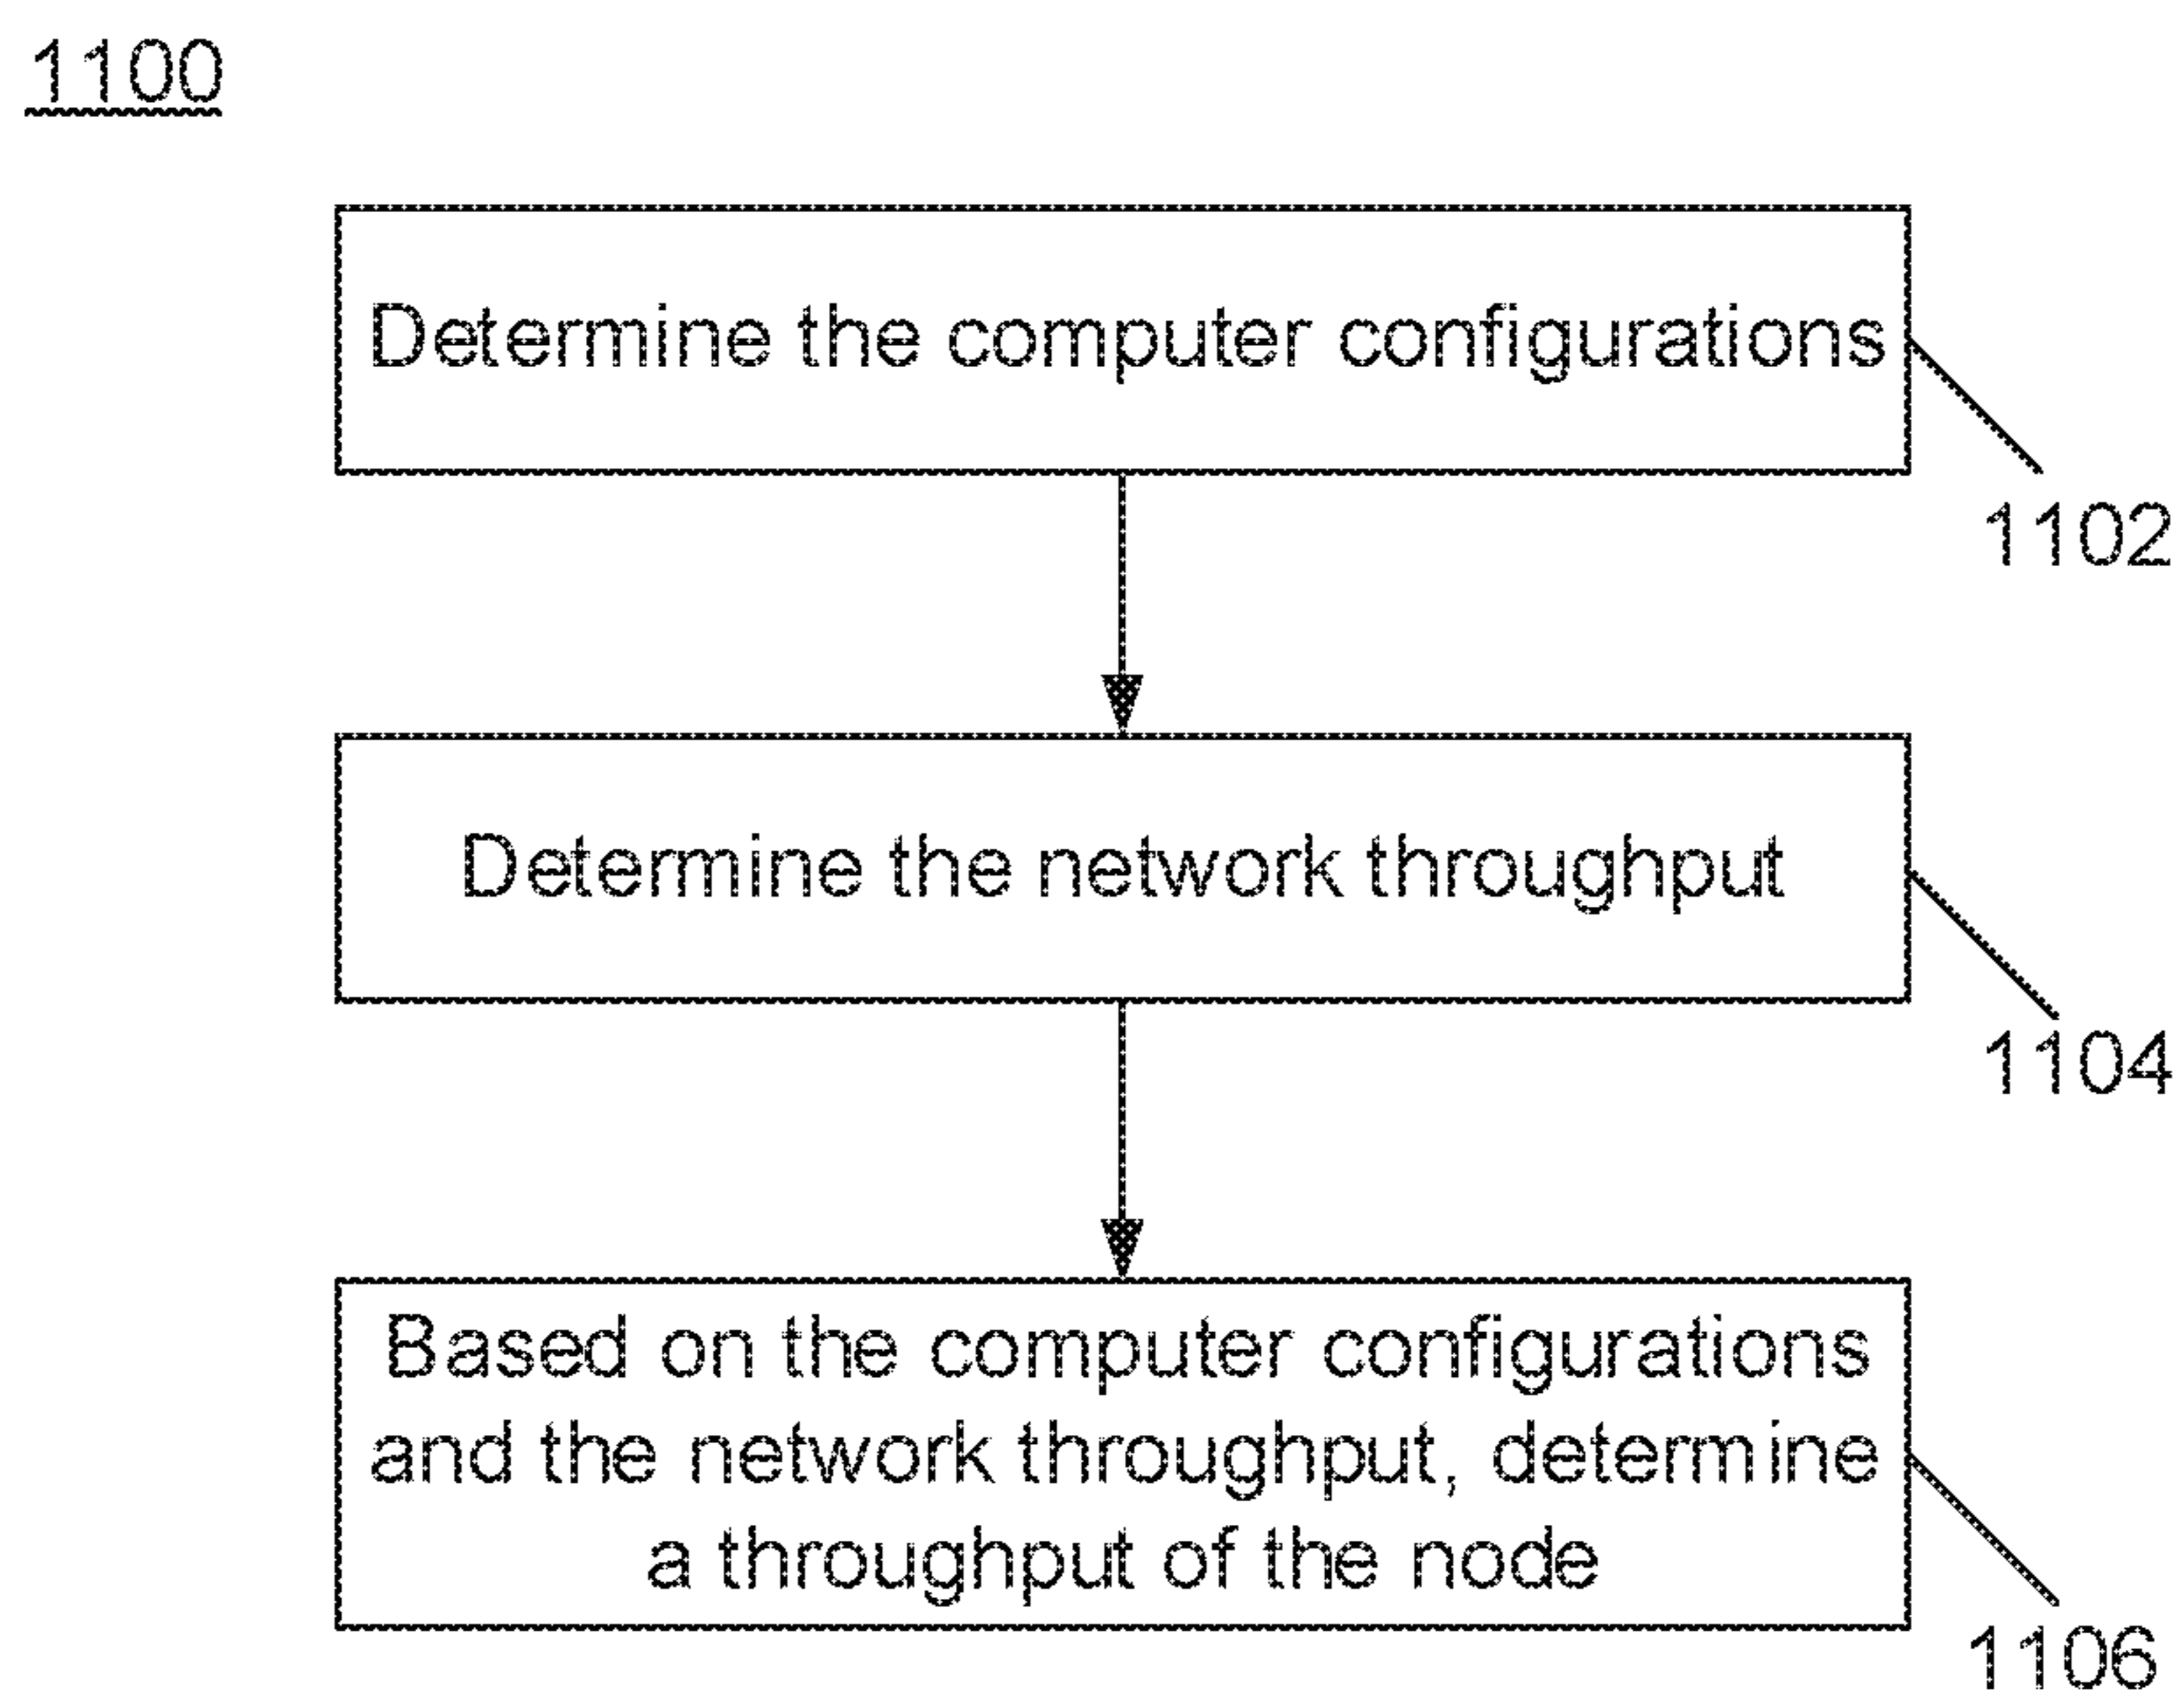 1100
Determine the computer configurations
1102
Determine the network throughput
1104
Based on the computer configurations
and the network throughput, determine
a throughput of the node
1106